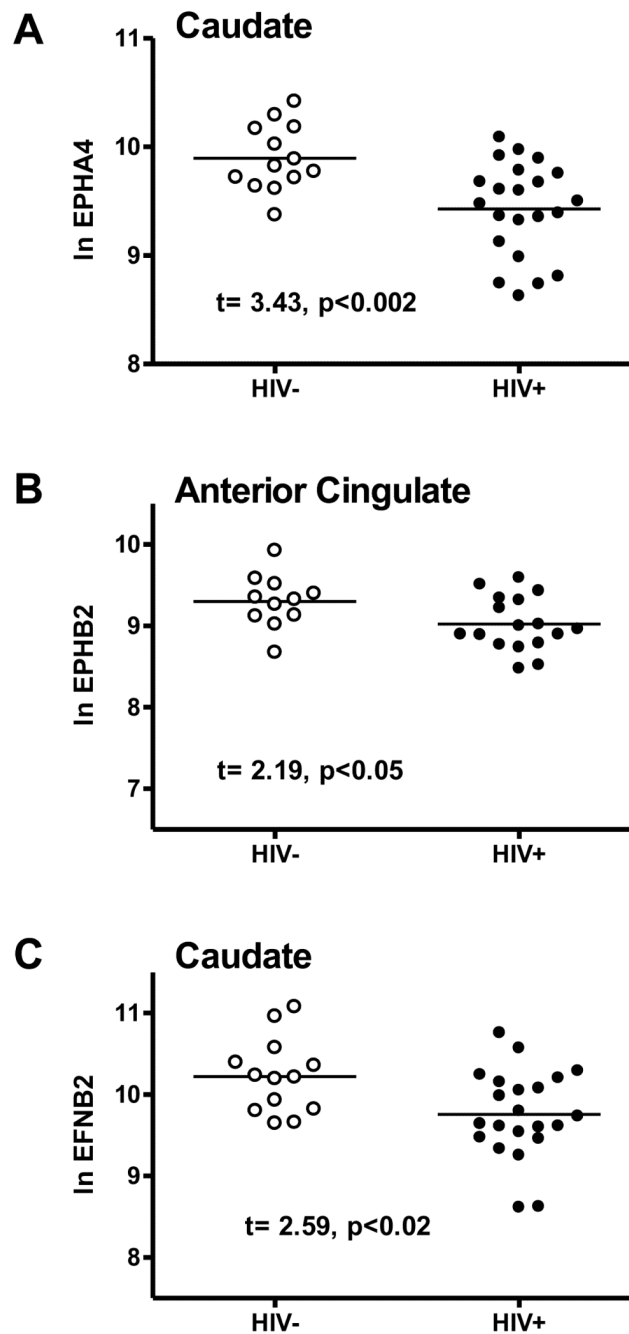 A Caudate
11
10
9
8
ln EPHA4
t= 3.43, p<0.002
HIV- HIV+
B Anterior Cingulate
10
9
8
7
ln EPHB2
t= 2.19, p<0.05
HIV- HIV+
C Caudate
11
10
9
8
ln EFNB2
t= 2.59, p<0.02
HIV- HIV+